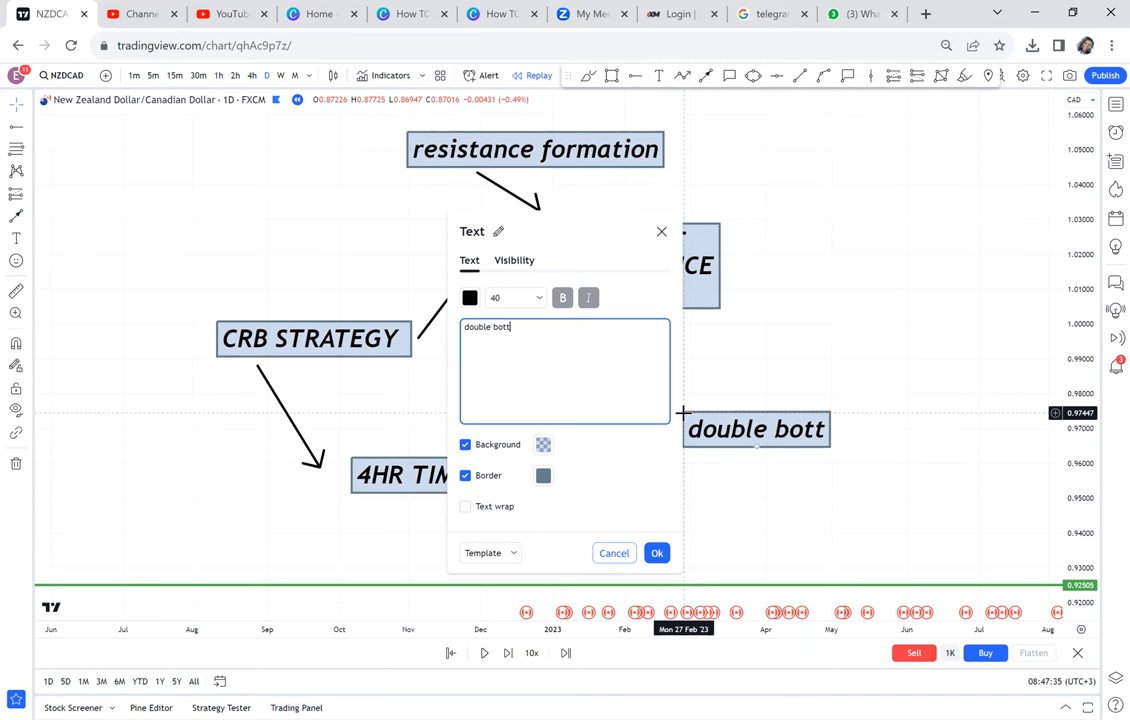 NZDCAD
Channe
YouTub
Home -
How TC
How TC
My Mee
Login |
telegra
(3) Wha
tradingview.com/chart/qhAc9p7z/
E 11
NZDCAD
1m 5m 15m 30m 1h 2h 4h D W M
Indicators
Alert
Replay
Publish
New Zealand Dollar/Canadian Dollar · 1D · FXCM
O0.87226 H0.87725 L0.86947 C0.87016 -0.00431 (-0.49%)
CAD
1.06000
1.05000
1.04000
1.03000
1.02000
1.01000
1.00000
0.99000
0.98000
0.97447
0.97000
0.96000
0.95000
0.94000
0.93000
0.92505
0.92000
resistance formation
CE
CRB STRATEGY
4HR TIM
double bott
Text
Text
Visibility
40
B
I
double bott
Background
Border
Text wrap
Template
Cancel
Ok
3
Jun Jul Aug Sep Oct Nov Dec 2023 Feb Mon 27 Feb '23 Apr May Jun Jul Aug
10x
Sell
1K
Buy
Flatten
1D 5D 1M 3M 6M YTD 1Y 5Y All
08:47:35 (UTC+3)
Stock Screener
Pine Editor
Strategy Tester
Trading Panel